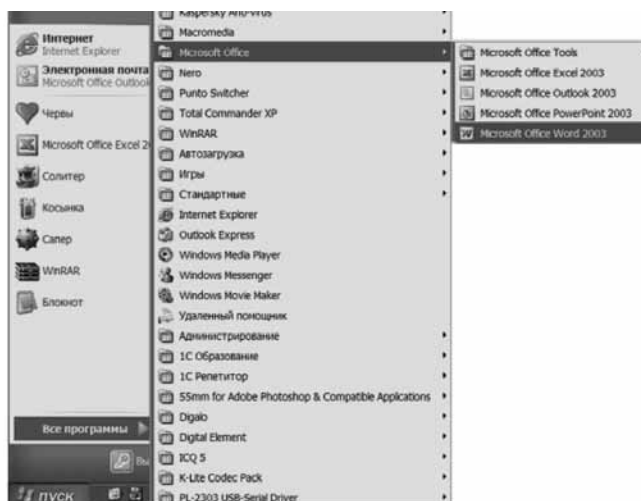 Интернет
Internet Explorer
Электронная почта
Microsoft Office Outlook
Червы
Microsoft Office Excel 2
Солитер
Косынка
Сапер
WinRAR
Блокнот
Все программы
Вы
пуск
Kaspersky Anti-Virus
Macromedia
Microsoft Office
Nero
Punto Switcher
Total Commander XP
WinRAR
Автозагрузка
Игры
Стандартные
Internet Explorer
Outlook Express
Windows Media Player
Windows Messenger
Windows Movie Maker
Удаленный помощник
Администрирование
1С Образование
1С Репетитор
55mm for Adobe Photoshop & Compatible Applications
Digalo
Digital Element
ICQ 5
K-Lite Codec Pack
PL-2303 USB-Serial Driver
Microsoft Office Tools
Microsoft Office Excel 2003
Microsoft Office Outlook 2003
Microsoft Office PowerPoint 2003
Microsoft Office Word 2003